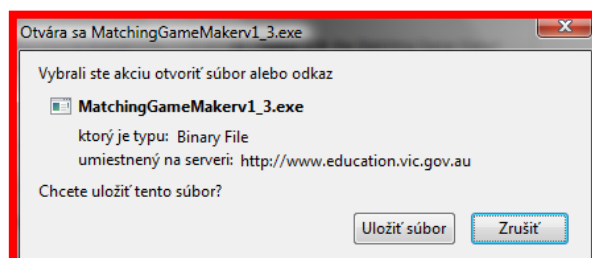 Otvára sa MatchingGameMakerv1_3.exe
Vybrali ste akciu otvoriť súbor alebo odkaz
MatchingGameMakerv1_3.exe
ktorý je typu: Binary File
umiestnený na serveri: http://www.education.vic.gov.au
Chcete uložiť tento súbor?
Uložiť súbor Zrušiť